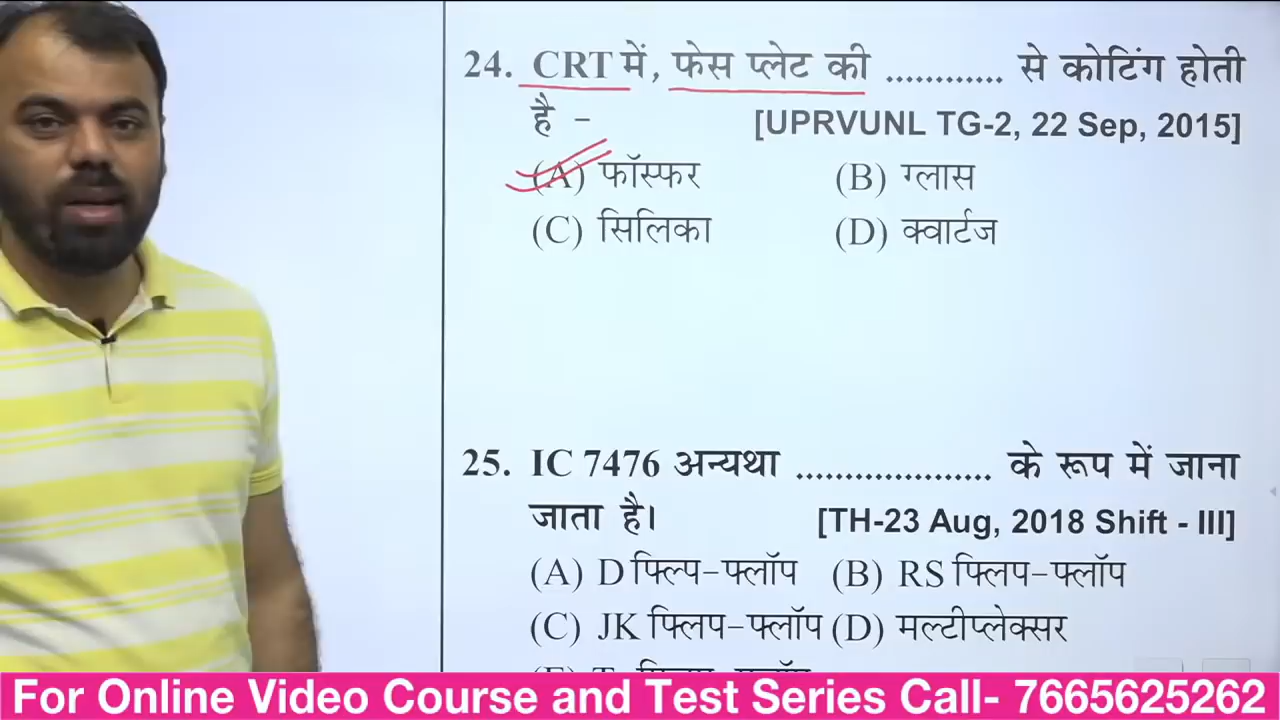 24. CRT में, फेस प्लेट की ............ से कोटिंग होती
है - [UPRVUNL TG-2, 22 Sep, 2015]
(A) फॉस्फर (B) ग्लास
(C) सिलिका (D) क्वार्टज
25. IC 7476 अन्यथा .................... के रूप में जाना
जाता है। [TH-23 Aug, 2018 Shift - III]
(A) D फ्लिप-फ्लॉप (B) RS फ्लिप-फ्लॉप
(C) JK फ्लिप-फ्लॉप (D) मल्टीप्लेक्सर
For Online Video Course and Test Series Call- 7665625262